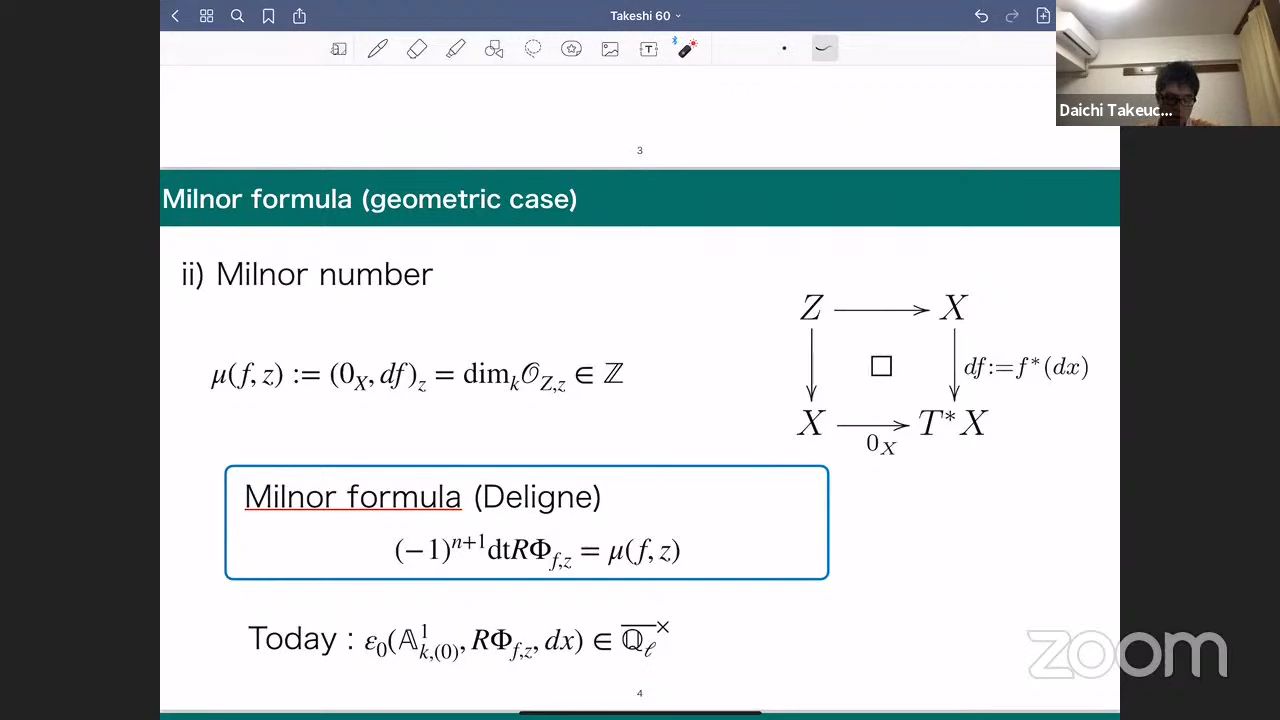 Takeshi 60
T
Daichi Takeuc...
3
Milnor formula (geometric case)
ii) Milnor number
Z
X
μ(f, z) := (0_X, df)_z = dim_k 𝒪_{Z,z} ∈ ℤ
df:=f*(dx)
X
T*X
0_X
Milnor formula (Deligne)
(−1)^{n+1}dtRΦ_{f,z} = μ(f, z)
Today : ε_0(𝔸^1_{k,(0)}, RΦ_{f,z}, dx) ∈ \overline{ℚ_ℓ}^×
zoom
4